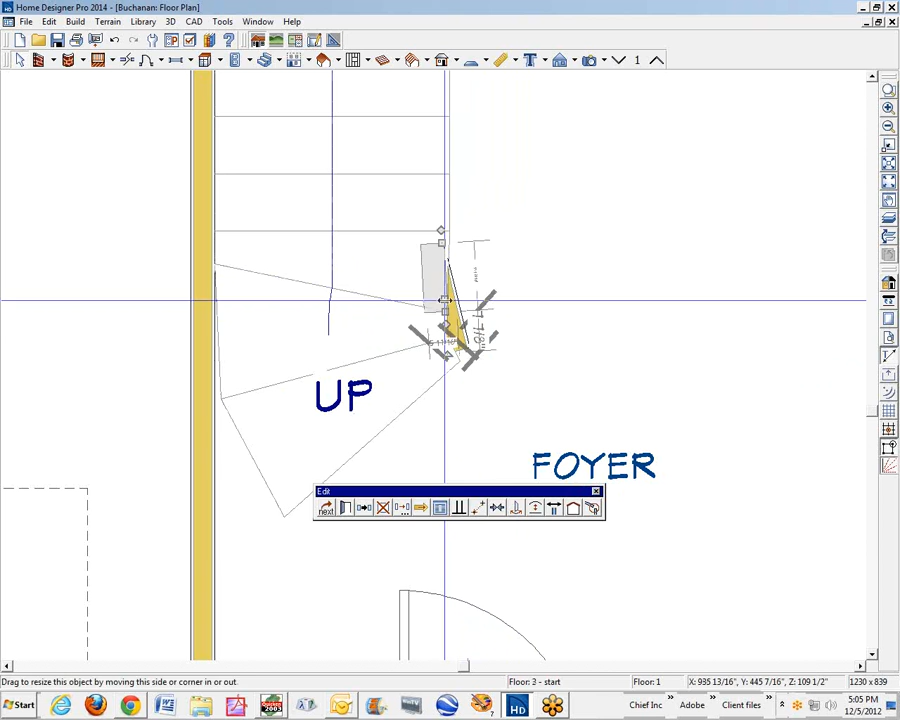 Home Designer Pro 2014 - [Buchanan: Floor Plan]
File Edit Build Terrain Library 3D CAD Tools Window Help
1
UP
FOYER
Edit
next
Drag to resize this object by moving this side or corner in or out.
Floor: 3 - start
Floor: 1
X: 935 13/16", Y: 445 7/16", Z: 109 1/2"
1230 x 839
Start
Chief Inc
Adobe
Client files
5:05 PM
12/5/2012